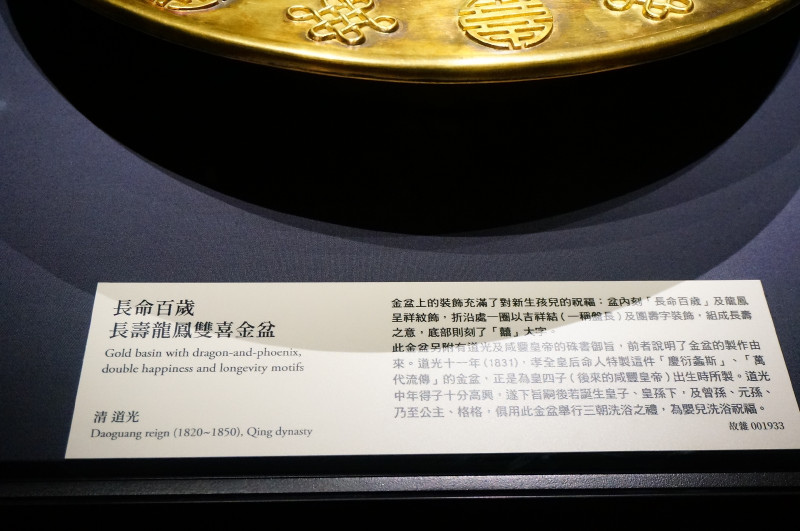 長命百歲
長壽龍鳳雙喜金盆
Gold basin with dragon-and-phoenix,
double happiness and longevity motifs
清 道光
Daoguang reign (1820~1850), Qing dynasty
金盆上的裝飾充滿了對新生孩兒的祝福：盆內刻「長命百歲」及龍鳳
呈祥紋飾，折沿處一圈以吉祥結（一稱盤長）及團壽字裝飾，組成長壽
之意，底部則刻了「囍」大字。
此金盆另附有道光及咸豐皇帝的硃書御旨，前者說明了金盆的製作由
來。道光十一年（1831），孝全皇后命人特製這件「慶衍螽斯」、「萬
代流傳」的金盆，正是為皇四子（後來的咸豐皇帝）出生時所製。道光
中年得子十分高興，遂下旨嗣後若誕生皇子、皇孫下，及曾孫、元孫、
乃至公主、格格，俱用此金盆舉行三朝洗浴之禮，為嬰兒洗浴祝福。
故雜 001933